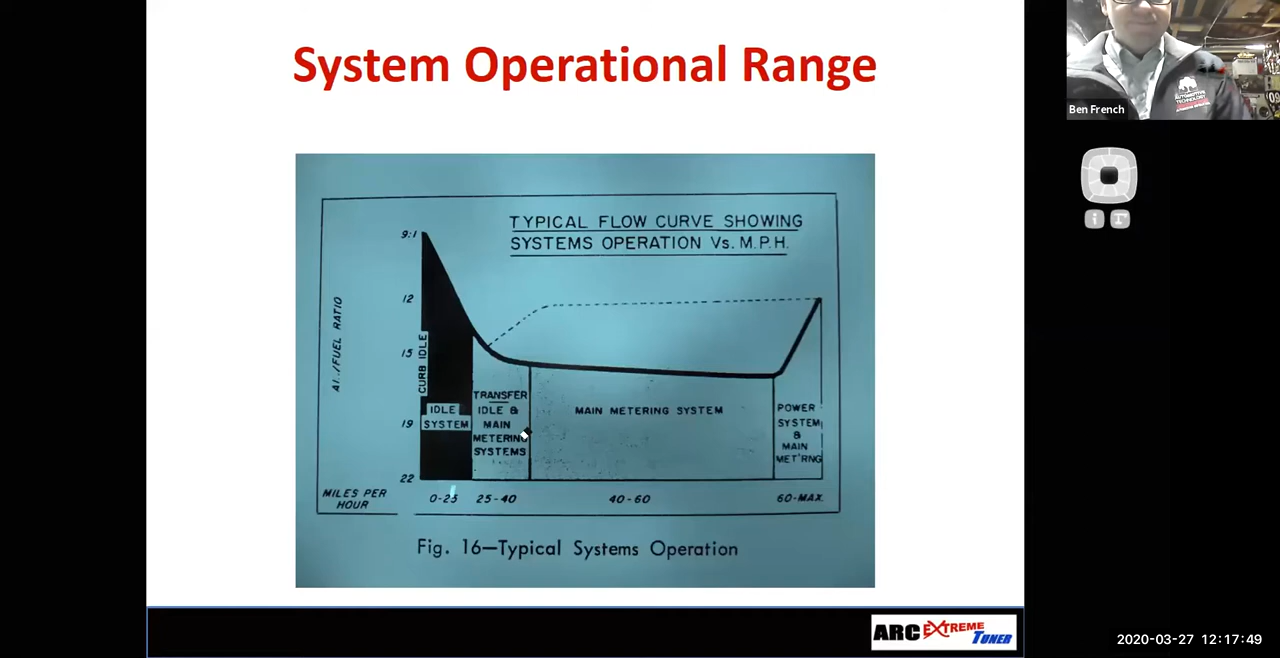 System Operational Range
Ben French
TYPICAL FLOW CURVE SHOWING
SYSTEMS OPERATION Vs. M.P.H.
9:1
12
15
19
22
FUEL RATIO
CURB IDLE
IDLE
SYSTEM
TRANSFER
IDLE &
MAIN
METERING
SYSTEMS
MAIN METERING SYSTEM
POWER
SYSTEM
&
MAIN
MET'RNG
MILES PER
HOUR
0-25
25-40
40-60
60-MAX.
Fig. 16—Typical Systems Operation
ARC EXTREME
TUNER
AUTOMOTIVE
TECHNOLOGY
09
2020-03-27 12:17:49